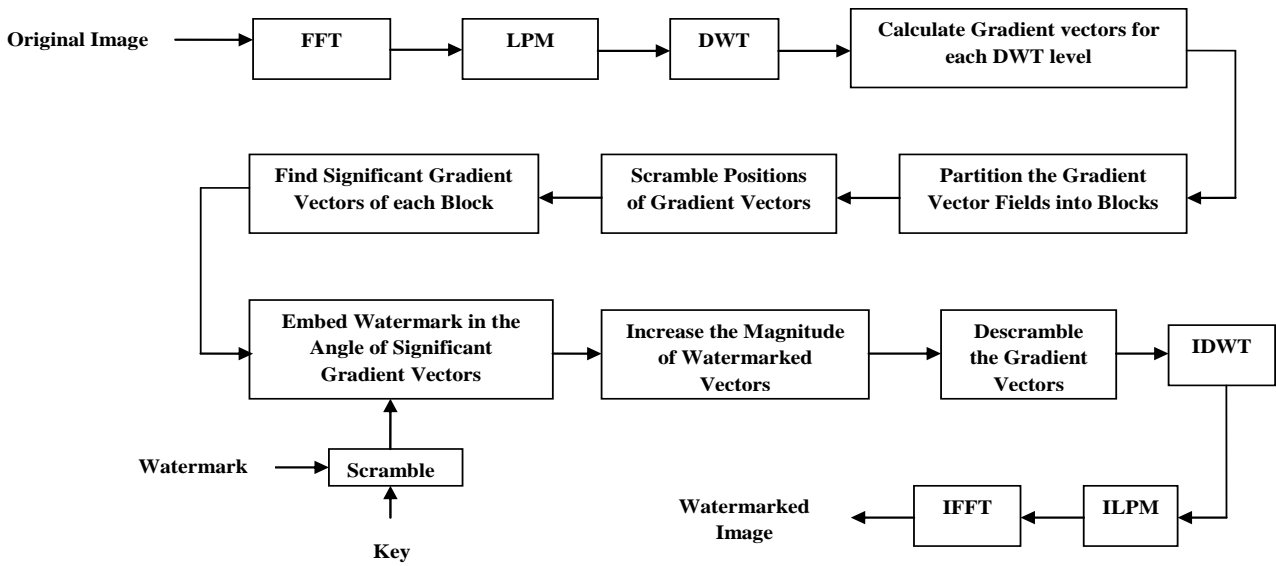 Original Image
FFT
LPM
DWT
Calculate Gradient vectors for
each DWT level
Find Significant Gradient
Vectors of each Block
Scramble Positions
of Gradient Vectors
Partition the Gradient
Vector Fields into Blocks
Embed Watermark in the
Angle of Significant
Gradient Vectors
Increase the Magnitude
of Watermarked
Vectors
Descramble
the Gradient
Vectors
IDWT
Watermark
Scramble
Key
Watermarked
Image
IFFT
ILPM